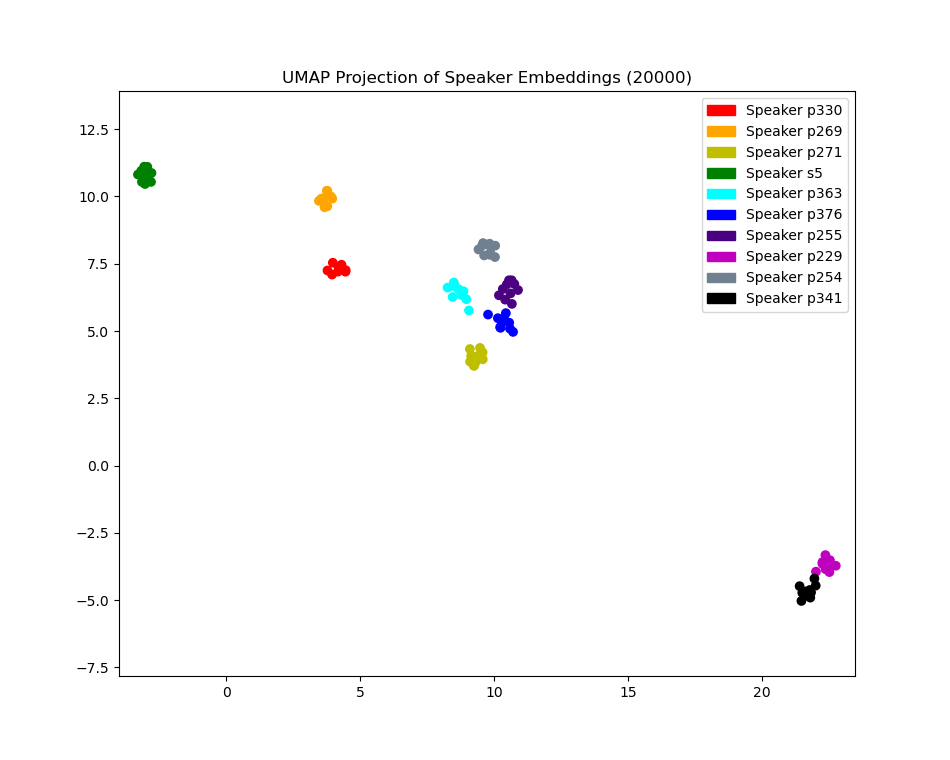 UMAP Projection of Speaker Embeddings (20000)
12.5
10.0
7.5
5.0
2.5
0.0
−2.5
−5.0
−7.5
0 5 10 15 20
Speaker p330
Speaker p269
Speaker p271
Speaker s5
Speaker p363
Speaker p376
Speaker p255
Speaker p229
Speaker p254
Speaker p341